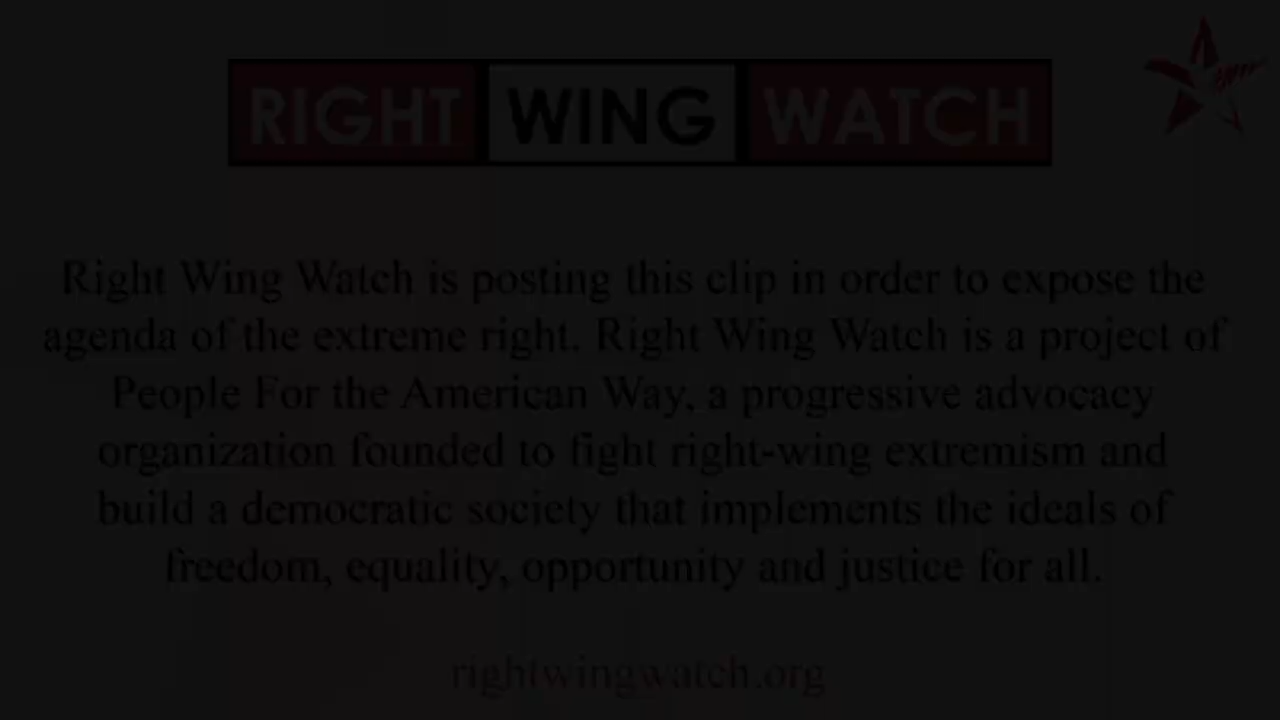 RIGHT WING WATCH
Right Wing Watch is posting this clip in order to expose the
agenda of the extreme right. Right Wing Watch is a project of
People For the American Way, a progressive advocacy
organization founded to fight right-wing extremism and
build a democratic society that implements the ideals of
freedom, equality, opportunity and justice for all.
rightwingwatch.org